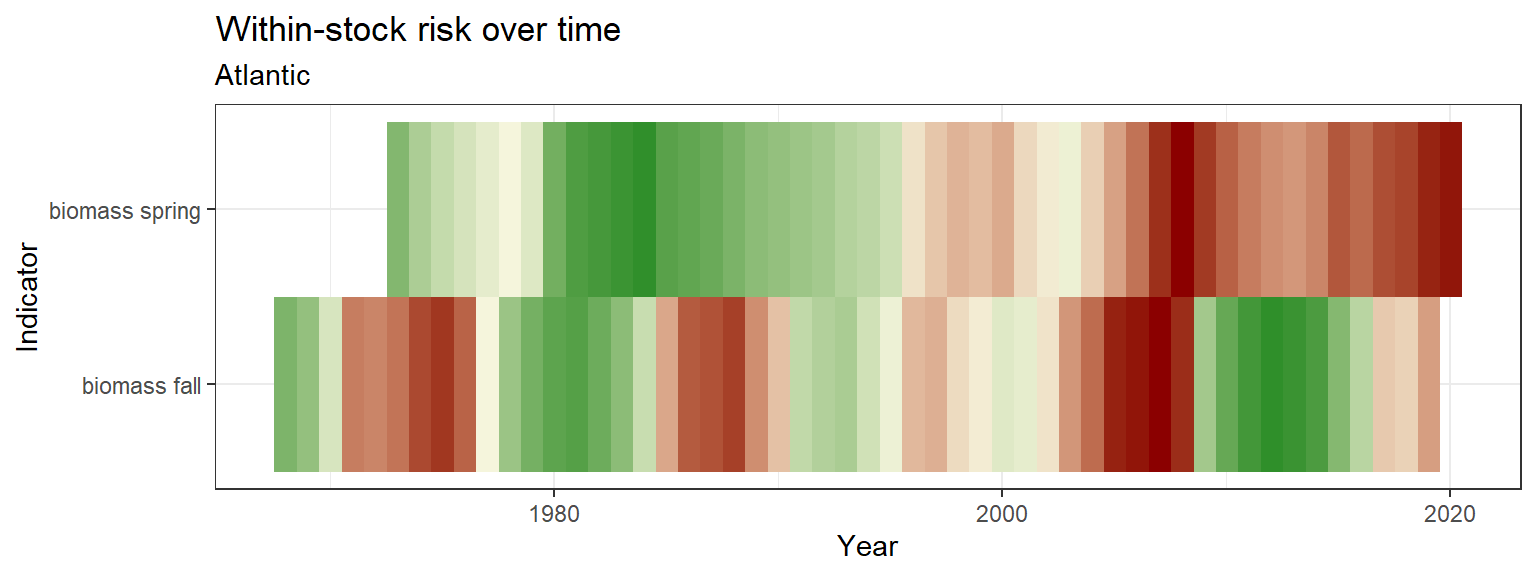 Within-stock risk over time
Atlantic
Indicator
biomass spring
biomass fall
1980
2000
2020
Year